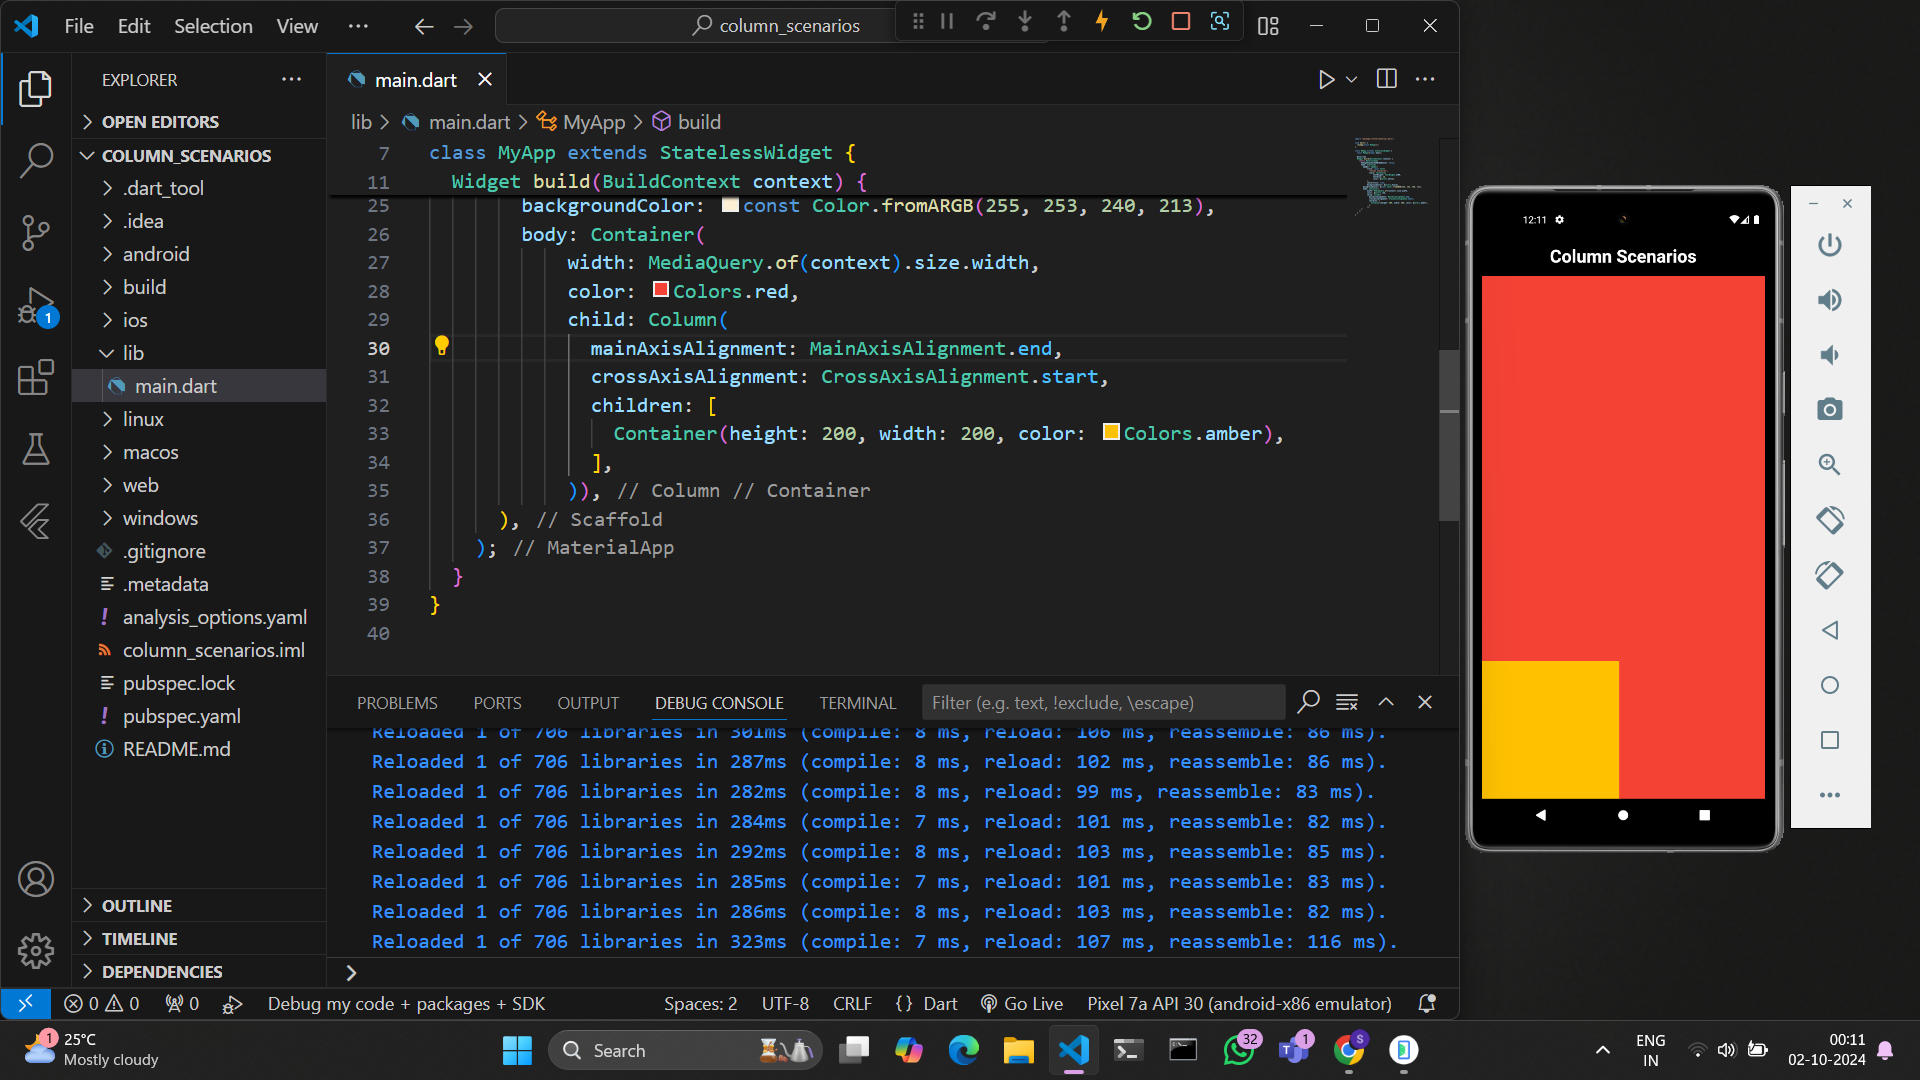 File Edit Selection View ··· column_scenarios
EXPLORER
OPEN EDITORS
COLUMN_SCENARIOS
.dart_tool
.idea
android
build
ios
lib
main.dart
linux
macos
web
windows
.gitignore
.metadata
analysis_options.yaml
column_scenarios.iml
pubspec.lock
pubspec.yaml
README.md
OUTLINE
TIMELINE
DEPENDENCIES
1
main.dart
lib > main.dart > MyApp > build
7 class MyApp extends StatelessWidget {
11 Widget build(BuildContext context) {
25 backgroundColor: const Color.fromARGB(255, 253, 240, 213),
26 body: Container(
27 width: MediaQuery.of(context).size.width,
28 color: Colors.red,
29 child: Column(
30 mainAxisAlignment: MainAxisAlignment.end,
31 crossAxisAlignment: CrossAxisAlignment.start,
32 children: [
33 Container(height: 200, width: 200, color: Colors.amber),
34 ],
35 )), // Column // Container
36 ), // Scaffold
37 ); // MaterialApp
38 }
39 }
40
PROBLEMS PORTS OUTPUT DEBUG CONSOLE TERMINAL Filter (e.g. text, !exclude, \escape)
Reloaded 1 of 706 libraries in 301ms (compile: 8 ms, reload: 106 ms, reassemble: 86 ms).
Reloaded 1 of 706 libraries in 287ms (compile: 8 ms, reload: 102 ms, reassemble: 86 ms).
Reloaded 1 of 706 libraries in 282ms (compile: 8 ms, reload: 99 ms, reassemble: 83 ms).
Reloaded 1 of 706 libraries in 284ms (compile: 7 ms, reload: 101 ms, reassemble: 82 ms).
Reloaded 1 of 706 libraries in 292ms (compile: 8 ms, reload: 103 ms, reassemble: 85 ms).
Reloaded 1 of 706 libraries in 285ms (compile: 7 ms, reload: 101 ms, reassemble: 83 ms).
Reloaded 1 of 706 libraries in 286ms (compile: 8 ms, reload: 103 ms, reassemble: 82 ms).
Reloaded 1 of 706 libraries in 323ms (compile: 7 ms, reload: 107 ms, reassemble: 116 ms).
>
0 0 0 Debug my code + packages + SDK Spaces: 2 UTF-8 CRLF {} Dart Go Live Pixel 7a API 30 (android-x86 emulator)
12:11
Column Scenarios
1
25°C
Mostly cloudy
Search
32
1
S
ENG
IN
00:11
02-10-2024